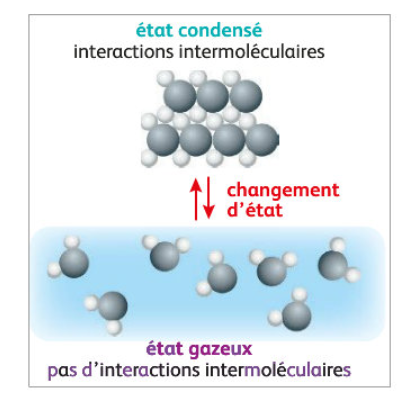 état condensé
interactions intermoléculaires
changement
d'état
état gazeux
pas d'interactions intermoléculaires